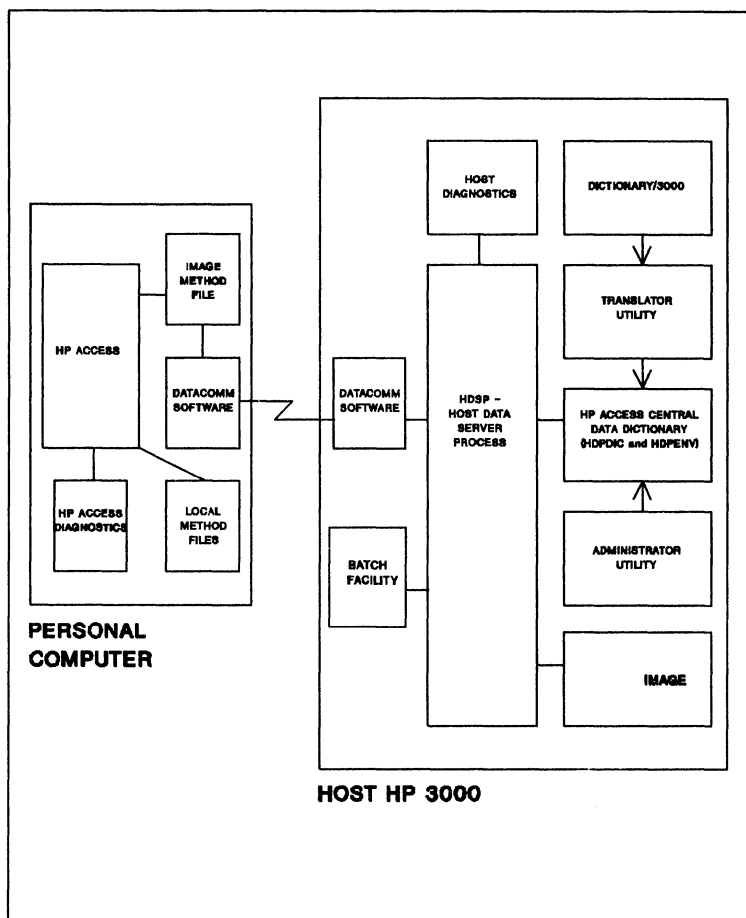 HP ACCESS
IMAGE
METHOD
FILE
DATACOMM
SOFTWARE
HP ACCESS
DIAGNOSTICS
LOCAL
METHOD
FILES
PERSONAL
COMPUTER
HOST
DIAGNOSTICS
DICTIONARY/3000
TRANSLATOR
UTILITY
DATACOMM
SOFTWARE
HDSP -
HOST DATA
SERVER
PROCESS
HP ACCESS CENTRAL
DATA DICTIONARY
(HDPDIC and HDPENV)
BATCH
FACILITY
ADMINISTRATOR
UTILITY
IMAGE
HOST HP 3000